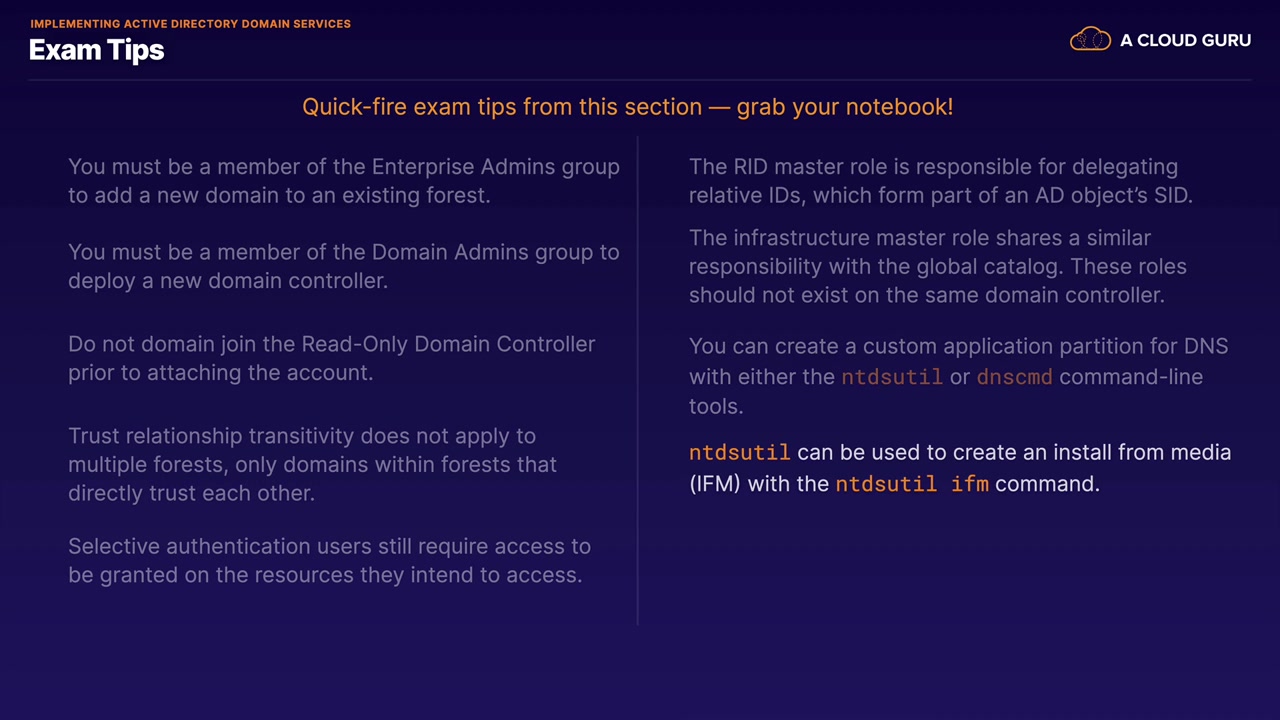 IMPLEMENTING ACTIVE DIRECTORY DOMAIN SERVICES
Exam Tips
A CLOUD GURU
Quick-fire exam tips from this section — grab your notebook!
You must be a member of the Enterprise Admins group
to add a new domain to an existing forest.
You must be a member of the Domain Admins group to
deploy a new domain controller.
Do not domain join the Read-Only Domain Controller
prior to attaching the account.
Trust relationship transitivity does not apply to
multiple forests, only domains within forests that
directly trust each other.
Selective authentication users still require access to
be granted on the resources they intend to access.
The RID master role is responsible for delegating
relative IDs, which form part of an AD object’s SID.
The infrastructure master role shares a similar
responsibility with the global catalog. These roles
should not exist on the same domain controller.
You can create a custom application partition for DNS
with either the ntdsutil or dnscmd command-line
tools.
ntdsutil can be used to create an install from media
(IFM) with the ntdsutil ifm command.